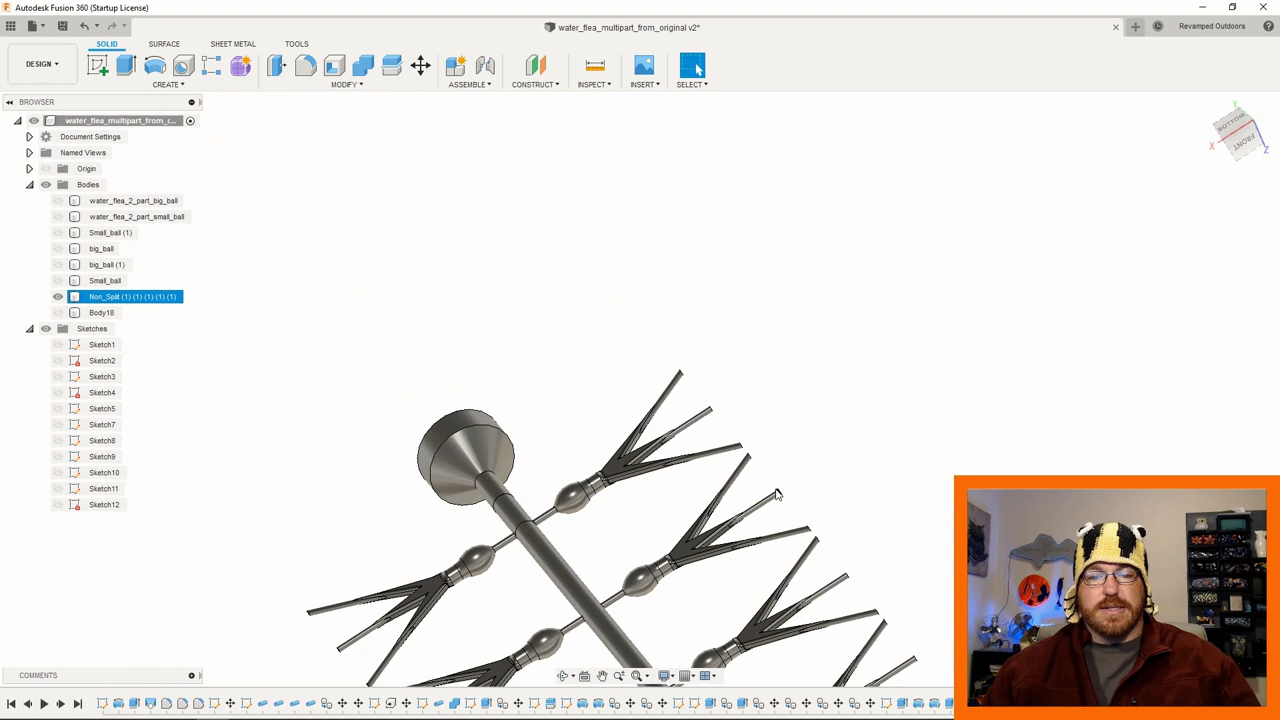 Autodesk Fusion 360 (Startup License)
water_flea_multipart_from_original v2*
Revamped Outdoors
DESIGN
SOLID
SURFACE
SHEET METAL
TOOLS
CREATE
MODIFY
ASSEMBLE
CONSTRUCT
INSPECT
INSERT
SELECT
BROWSER
water_flea_multipart_from_c...
Document Settings
Named Views
Origin
Bodies
water_flea_2_part_big_ball
water_flea_2_part_small_ball
Small_ball (1)
big_ball
big_ball (1)
Small_ball
Non_Split (1) (1) (1) (1) (1)
Body18
Sketches
Sketch1
Sketch2
Sketch3
Sketch4
Sketch5
Sketch7
Sketch8
Sketch9
Sketch10
Sketch11
Sketch12
Y
BOTTOM
X
FRONT
Z
COMMENTS